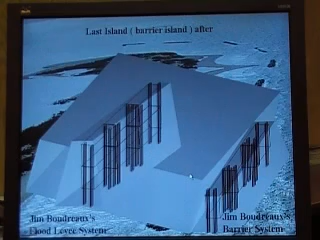 Last Island ( barrier island ) after
Jim Boudreaux's
Flood Levee System
Jim Boudreaux's
Barrier System